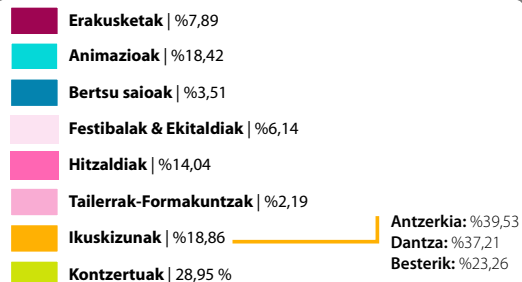 Erakusketak | %7,89
Animazioak | %18,42
Bertsu saioak | %3,51
Festibalak & Ekitaldiak | %6,14
Hitzaldiak | %14,04
Tailerrak-Formakuntzak | %2,19
Ikuskizunak | %18,86
Antzerkia: %39,53
Dantza: %37,21
Besterik: %23,26
Kontzertuak | 28,95 %